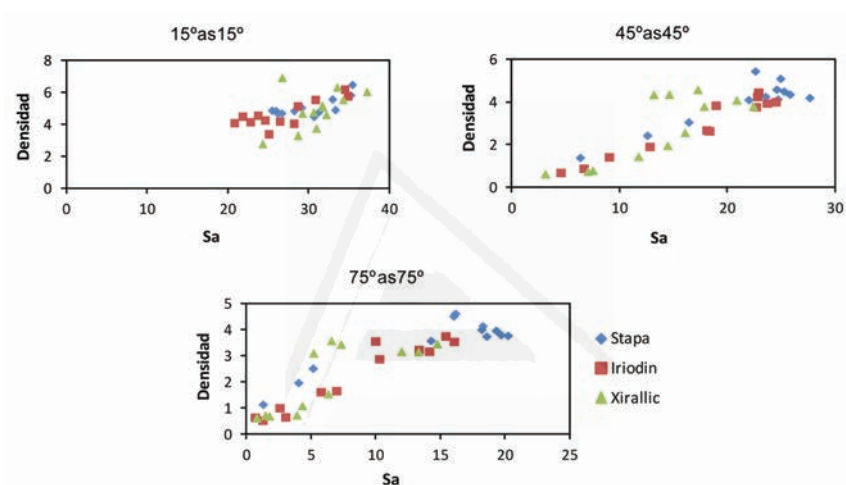 15ºas15º
Densidad
8
6
4
2
0
0 10 20 30 40
Sa
45ºas45º
Densidad
6
4
2
0
0 10 20 30
Sa
75ºas75º
Densidad
5
4
3
2
1
0
0 5 10 15 20 25
Sa
Stapa
Iriodin
Xirallic